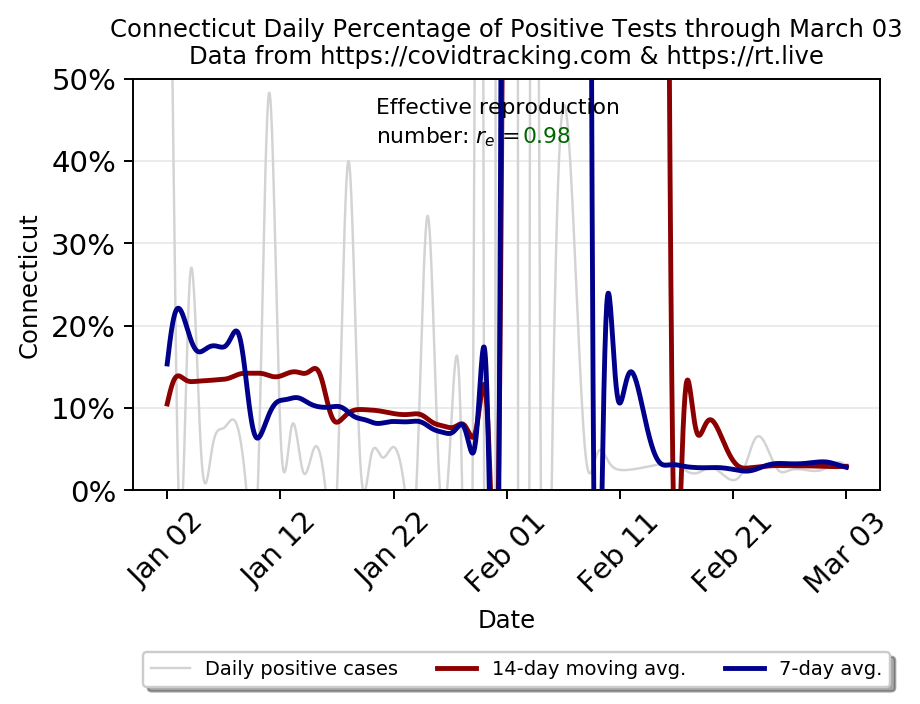 Connecticut Daily Percentage of Positive Tests through March 03
Data from https://covidtracking.com & https://rt.live
50%
40%
30%
20%
10%
0%
Connecticut
Effective reproduction
number: rₑ = 0.98
Jan 02
Jan 12
Jan 22
Feb 01
Feb 11
Feb 21
Mar 03
Date
Daily positive cases
14-day moving avg.
7-day avg.